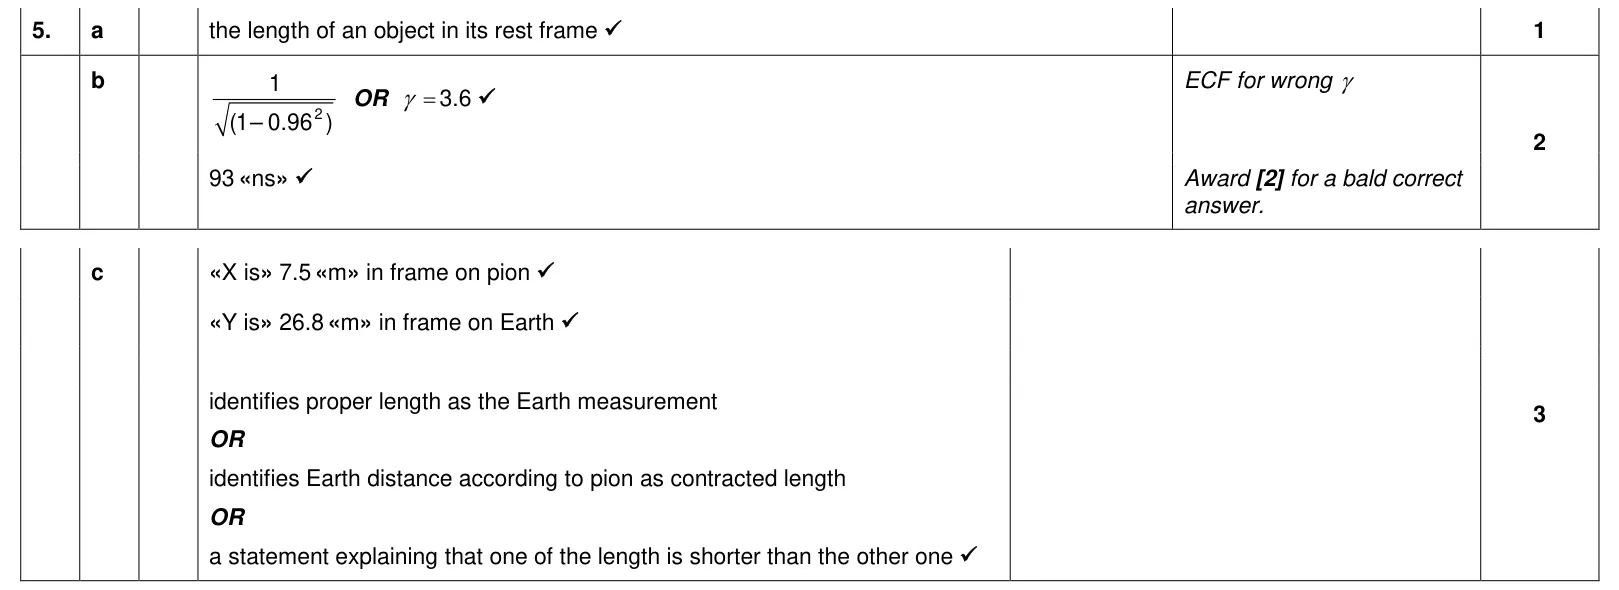 5. a the length of an object in its rest frame ✓ 1
b 1/√(1–0.96²) OR γ = 3.6 ✓ ECF for wrong γ
2
93 «ns» ✓ Award [2] for a bald correct
answer.
c «X is» 7.5 «m» in frame on pion ✓
«Y is» 26.8 «m» in frame on Earth ✓
identifies proper length as the Earth measurement
OR
3
identifies Earth distance according to pion as contracted length
OR
a statement explaining that one of the length is shorter than the other one ✓